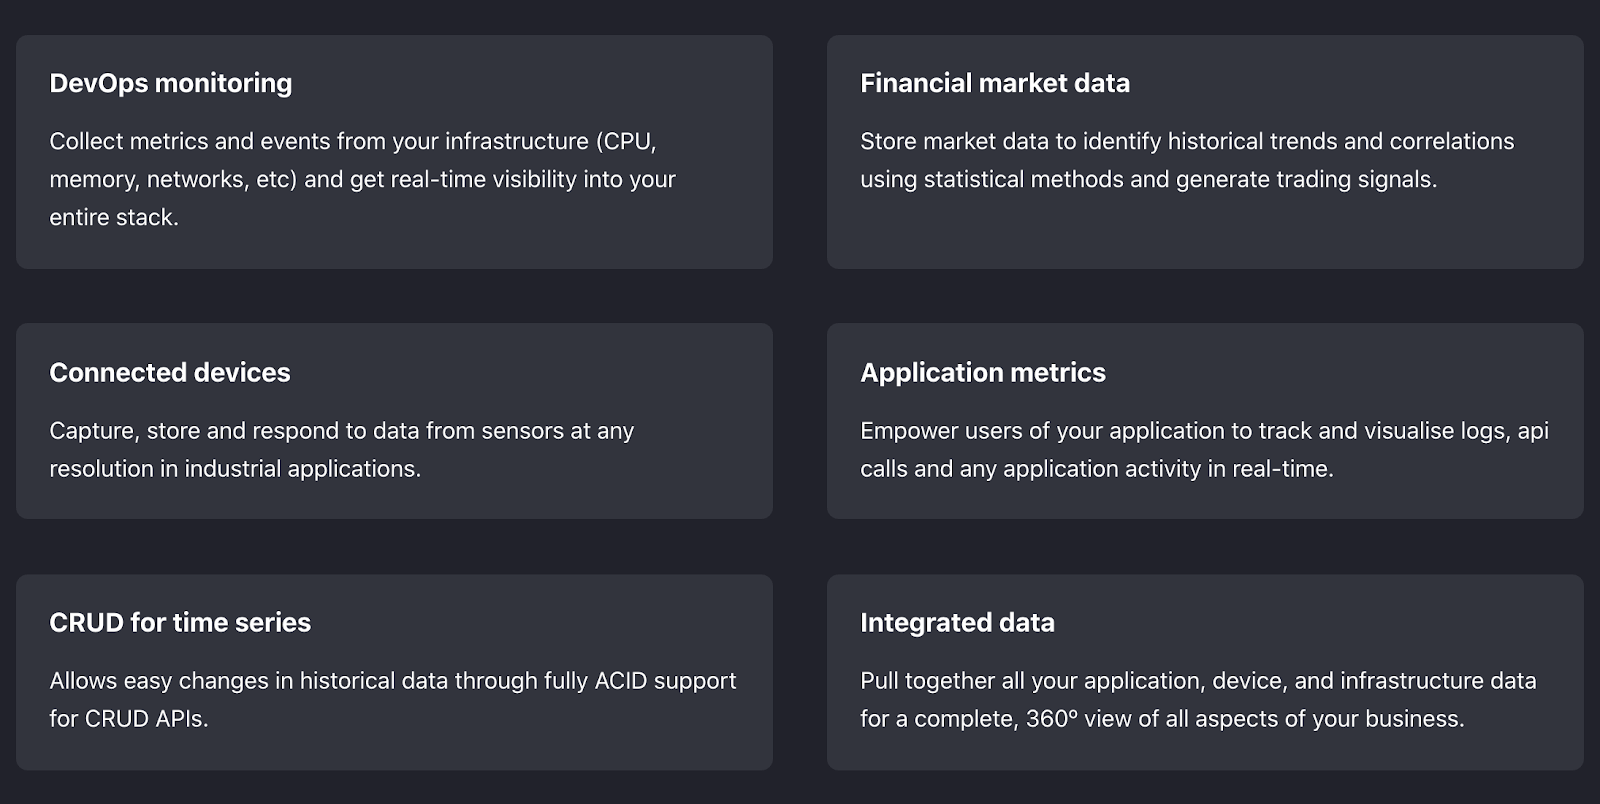 DevOps monitoring
Collect metrics and events from your infrastructure (CPU,
memory, networks, etc) and get real-time visibility into your
entire stack.
Financial market data
Store market data to identify historical trends and correlations
using statistical methods and generate trading signals.
Connected devices
Capture, store and respond to data from sensors at any
resolution in industrial applications.
Application metrics
Empower users of your application to track and visualise logs, api
calls and any application activity in real-time.
CRUD for time series
Allows easy changes in historical data through fully ACID support
for CRUD APIs.
Integrated data
Pull together all your application, device, and infrastructure data
for a complete, 360º view of all aspects of your business.